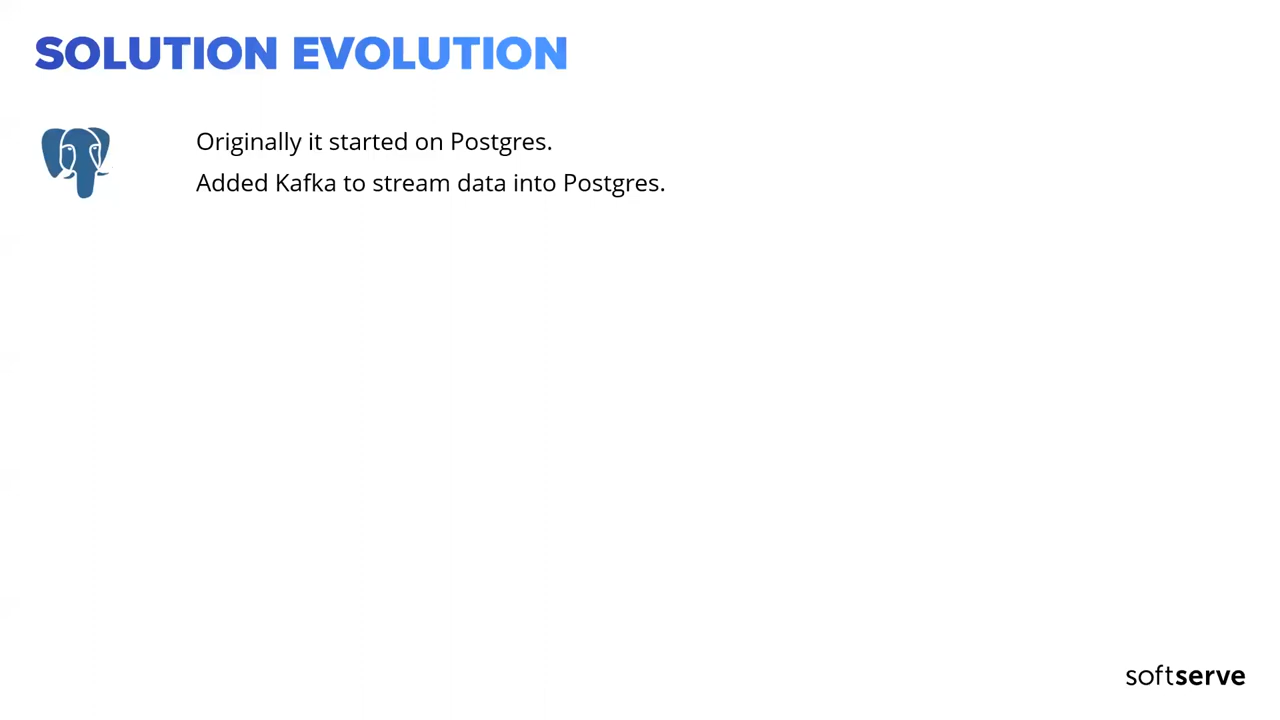 SOLUTION EVOLUTION
Originally it started on Postgres.
Added Kafka to stream data into Postgres.
softserve